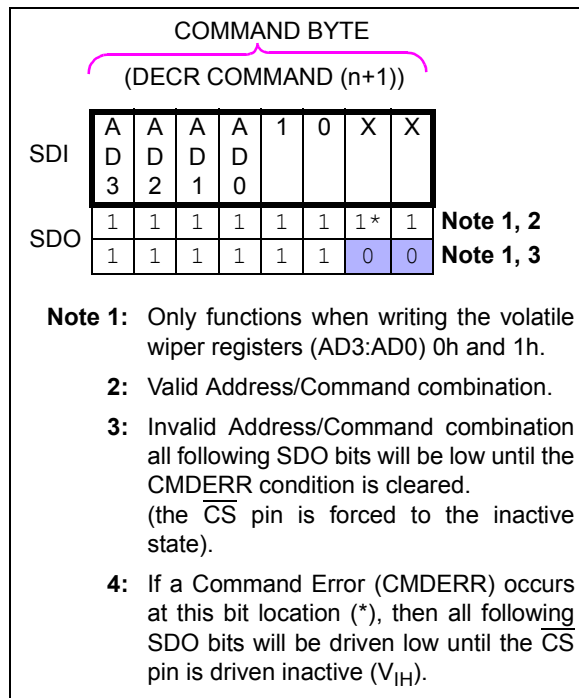 COMMAND BYTE
(DECR COMMAND (n+1))
SDI A A A A 1 0 X X
D D D D
3 2 1 0
SDO 1 1 1 1 1 1 1* 1 Note 1, 2
1 1 1 1 1 1 0 0 Note 1, 3
Note 1: Only functions when writing the volatile
wiper registers (AD3:AD0) 0h and 1h.
2: Valid Address/Command combination.
3: Invalid Address/Command combination
all following SDO bits will be low until the
CMDERR condition is cleared.
(the CS pin is forced to the inactive
state).
4: If a Command Error (CMDERR) occurs
at this bit location (*), then all following
SDO bits will be driven low until the CS
pin is driven inactive (VIH).